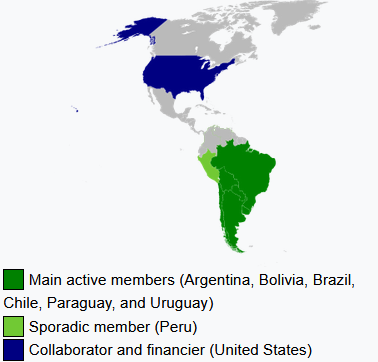 Main active members (Argentina, Bolivia, Brazil,
Chile, Paraguay, and Uruguay)
Sporadic member (Peru)
Collaborator and financier (United States)